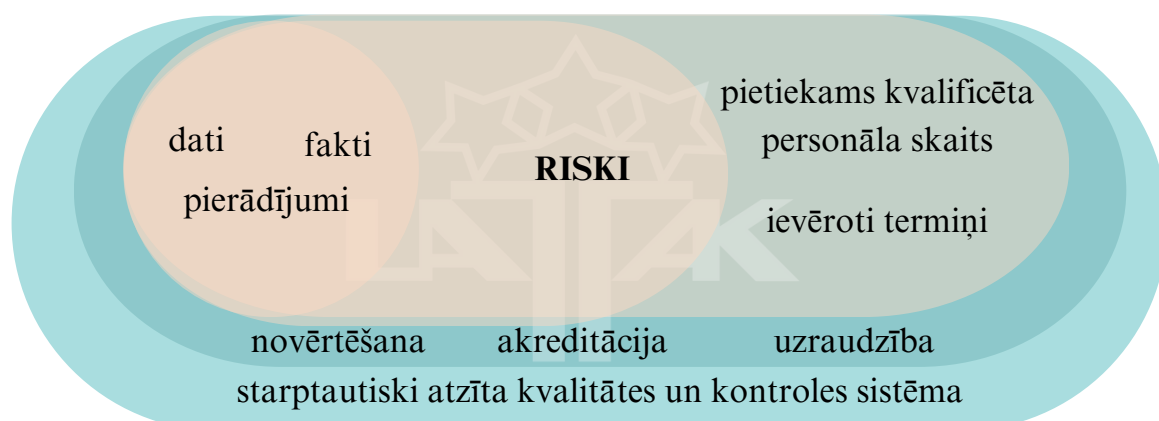 dati fakti
pierādījumi
RISKI
pietiekams kvalificēta
personāla skaits
ievēroti termiņi
LATAK
novērtēšana akreditācija uzraudzība
starptautiski atzīta kvalitātes un kontroles sistēma